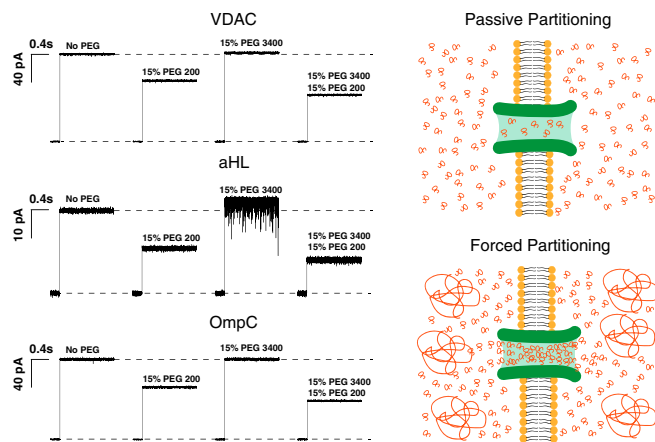 VDAC
0.4s
40 pA
No PEG
15% PEG 200
15% PEG 3400
15% PEG 3400
15% PEG 200
aHL
0.4s
10 pA
No PEG
15% PEG 200
15% PEG 3400
15% PEG 3400
15% PEG 200
OmpC
0.4s
40 pA
No PEG
15% PEG 200
15% PEG 3400
15% PEG 3400
15% PEG 200
Passive Partitioning
Forced Partitioning